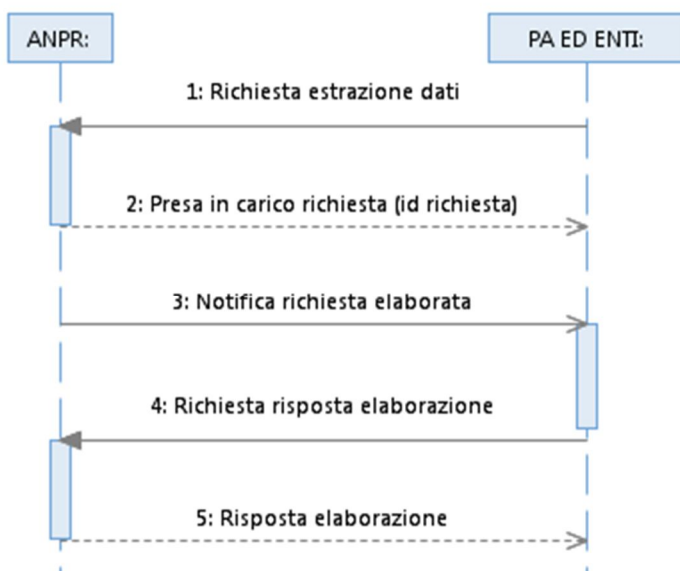 ANPR:
PA ED ENTI:
1: Richiesta estrazione dati
2: Presa in carico richiesta (id richiesta)
3: Notifica richiesta elaborata
4: Richiesta risposta elaborazione
5: Risposta elaborazione